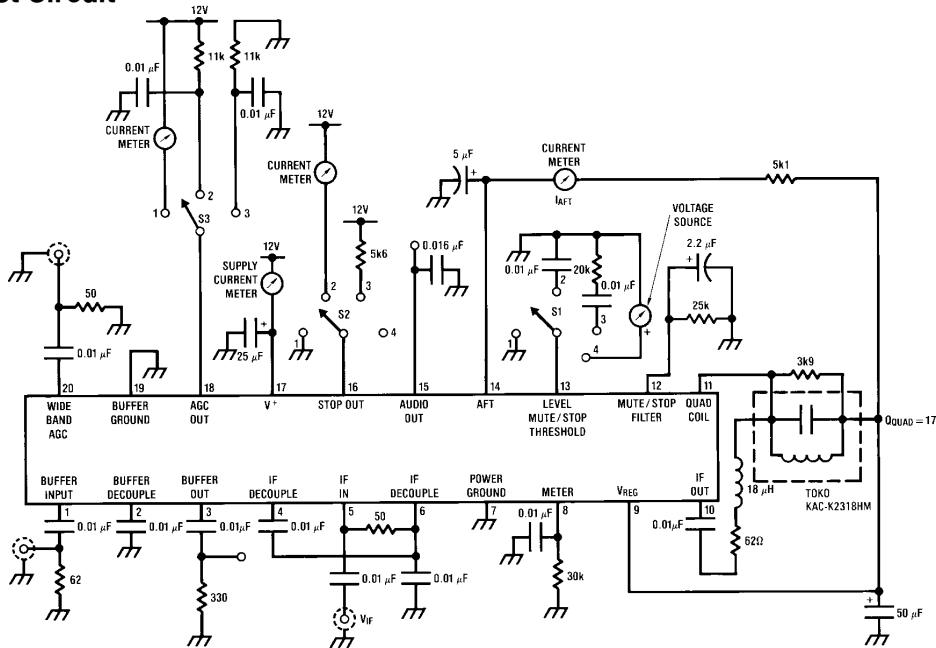 12V
11k
11k
0.01 μF
0.01 μF
CURRENT
METER
12V
CURRENT
METER
1
2
S3
3
50
0.01 μF
12V
SUPPLY
CURRENT
METER
25 μF
+
12V
5k6
2
3
S2
1
4
0.016 μF
5 μF
+
CURRENT
METER
IAFT
5k1
VOLTAGE
SOURCE
0.01 μF
20k
0.01 μF
2
S1
3
1
4
+
2.2 μF
+
25k
3k9
QQUAD = 17
18 μH
TOKO
KAC-K2318HM
20
19
18
17
16
15
14
13
12
11
WIDE
BAND
AGC
BUFFER
GROUND
AGC
OUT
V+
STOP OUT
AUDIO
OUT
AFT
LEVEL
MUTE/STOP
THRESHOLD
MUTE/STOP
FILTER
QUAD
COIL
BUFFER
INPUT
BUFFER
DECOUPLE
BUFFER
OUT
IF
DECOUPLE
IF
IN
IF
DECOUPLE
POWER
GROUND
METER
VREG
IF
OUT
1
2
3
4
5
6
7
8
9
10
0.01 μF
0.01 μF
0.01μF
0.01 μF
50
0.01 μF
0.01μF
62Ω
62
330
0.01 μF
0.01 μF
VIF
30k
+
50 μF